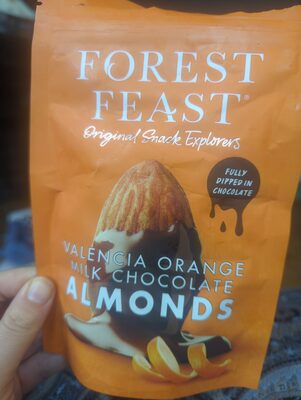 FOREST
FEAST®
Original Snack Explorers
FULLY
DIPPED IN
CHOCOLATE
VALENCIA ORANGE
MILK CHOCOLATE
ALMONDS